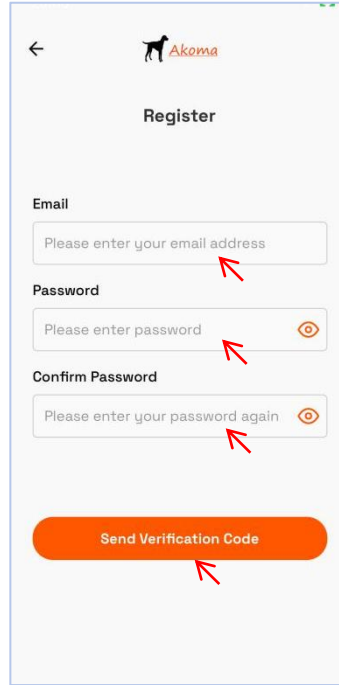 Akoma
Register
Email
Please enter your email address
Password
Please enter password
Confirm Password
Please enter your password again
Send Verification Code